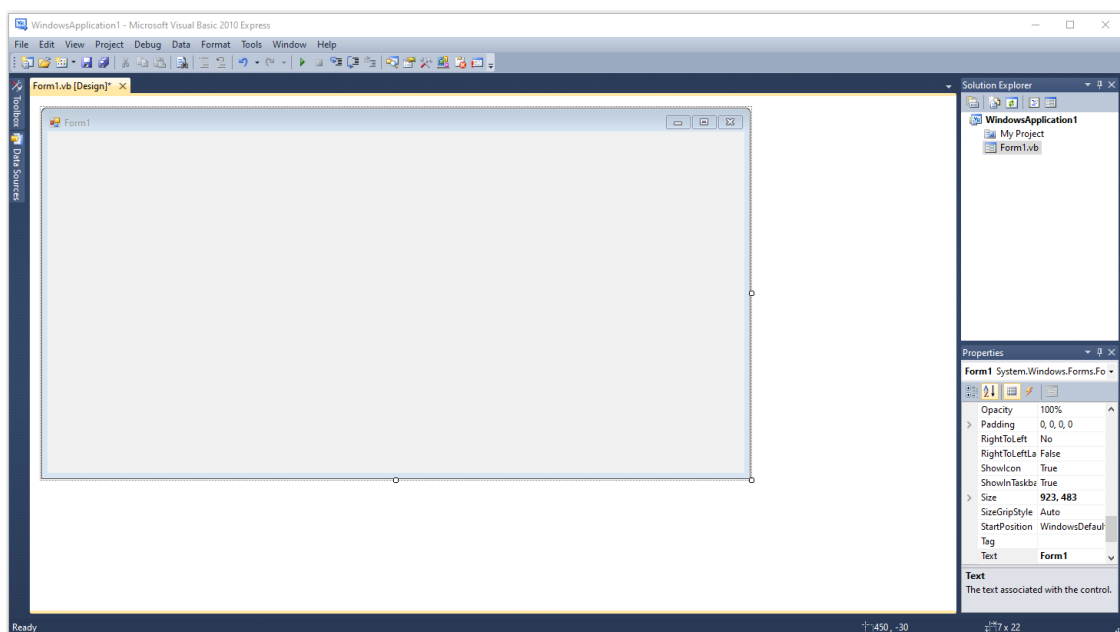 WindowsApplication1 - Microsoft Visual Basic 2010 Express
File Edit View Project Debug Data Format Tools Window Help
Toolbox
Data Sources
Form1.vb [Design]*
Form1
Solution Explorer
WindowsApplication1
My Project
Form1.vb
Properties
Form1 System.Windows.Forms.Fo
Opacity 100%
Padding 0, 0, 0, 0
RightToLeft No
RightToLeftLa False
ShowIcon True
ShowInTaskba True
Size 923, 483
SizeGripStyle Auto
StartPosition WindowsDefaul
Tag
Text Form1
Text
The text associated with the control.
Ready
450 , -30
7 x 22